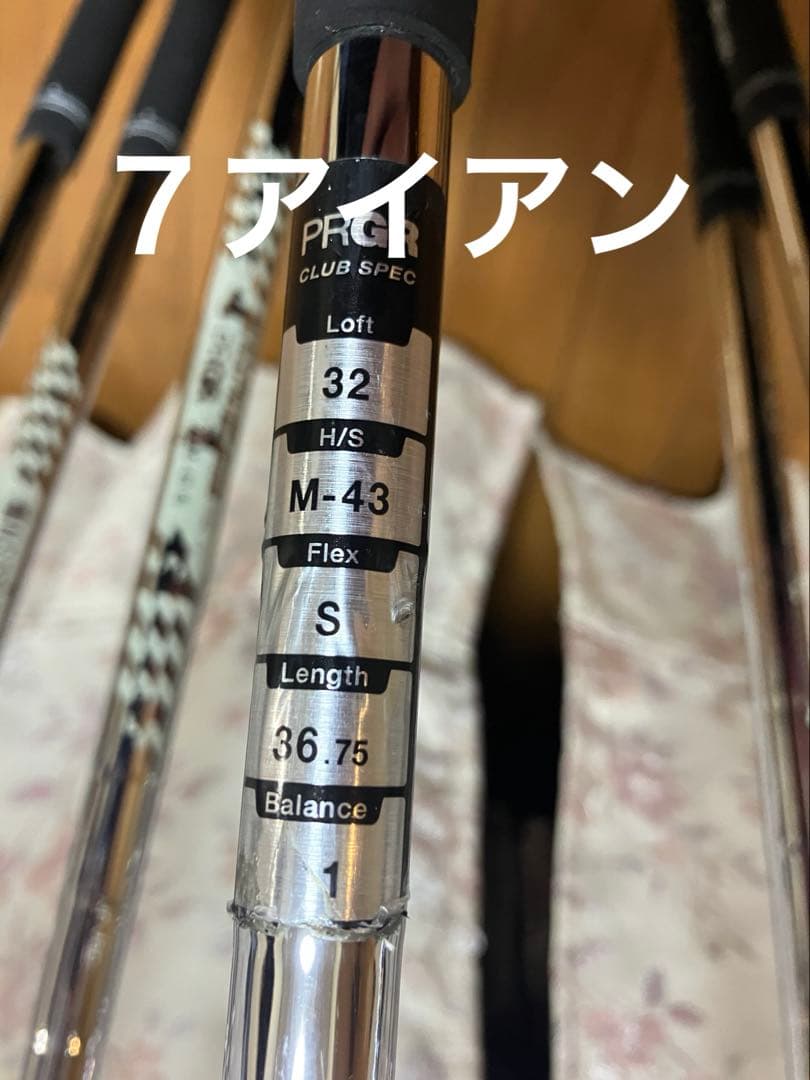 ７アイアン
PRGR
CLUB SPEC
Loft
32
H/S
M-43
Flex
S
Length
36.75
Balance
1